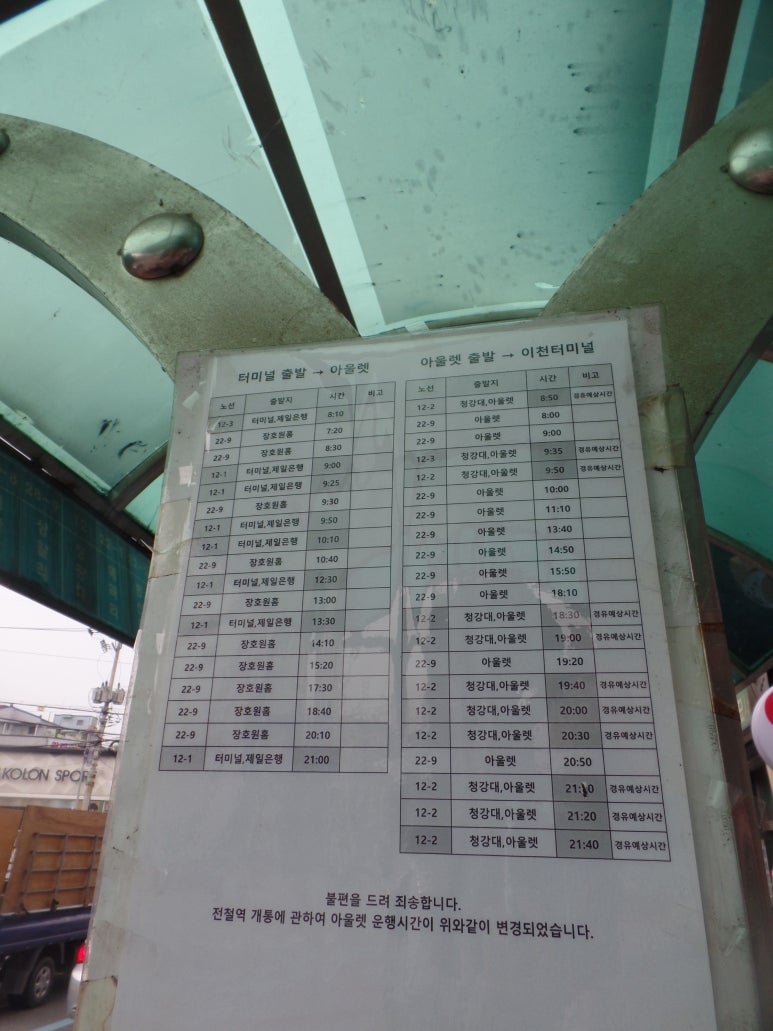 터미널 출발 → 아울렛
노선 출발지 시간 비고
12-3 터미널,제일은행 8:10
22-9 장호원홈 7:20
22-9 장호원홈 8:30
12-1 터미널,제일은행 9:00
12-1 터미널,제일은행 9:25
22-9 장호원홈 9:30
12-1 터미널,제일은행 9:50
12-1 터미널,제일은행 10:10
22-9 장호원홈 10:40
12-1 터미널,제일은행 12:30
22-9 장호원홈 13:00
12-1 터미널,제일은행 13:30
22-9 장호원홈 14:10
22-9 장호원홈 15:20
22-9 장호원홈 17:30
22-9 장호원홈 18:40
22-9 장호원홈 20:10
12-1 터미널,제일은행 21:00
아울렛 출발 → 이천터미널
노선 출발지 시간 비고
12-2 청강대,아울렛 8:50 경유예상시간
22-9 아울렛 8:00
22-9 아울렛 9:00
12-3 청강대,아울렛 9:35 경유예상시간
12-2 청강대,아울렛 9:50 경유예상시간
22-9 아울렛 10:00
22-9 아울렛 11:10
22-9 아울렛 13:40
22-9 아울렛 14:50
22-9 아울렛 15:50
22-9 아울렛 18:10
12-2 청강대,아울렛 18:30 경유예상시간
12-2 청강대,아울렛 19:00 경유예상시간
22-9 아울렛 19:20
12-2 청강대,아울렛 19:40 경유예상시간
12-2 청강대,아울렛 20:00 경유예상시간
12-2 청강대,아울렛 20:30 경유예상시간
22-9 아울렛 20:50
12-2 청강대,아울렛 경유예상시간
12-2 청강대,아울렛 21:20 경유예상시간
12-2 청강대,아울렛 21:40 경유예상시간
불편을 드려 죄송합니다.
전철역 개통에 관하여 아울렛 운행시간이 위와같이 변경되었습니다.
KOLON SPOR